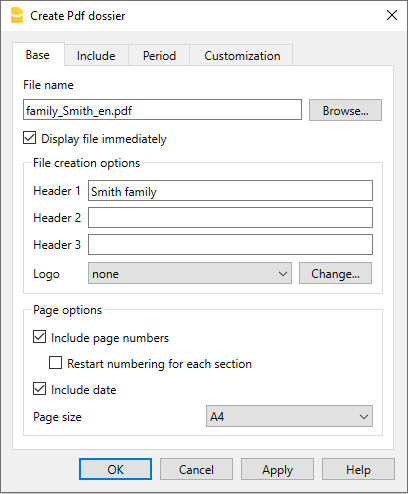 Create Pdf dossier
Base Include Period Customization
File name
family_Smith_en.pdf Browse...
Display file immediately
File creation options
Header 1 Smith family
Header 2
Header 3
Logo none Change...
Page options
Include page numbers
Restart numbering for each section
Include date
Page size A4
OK Cancel Apply Help